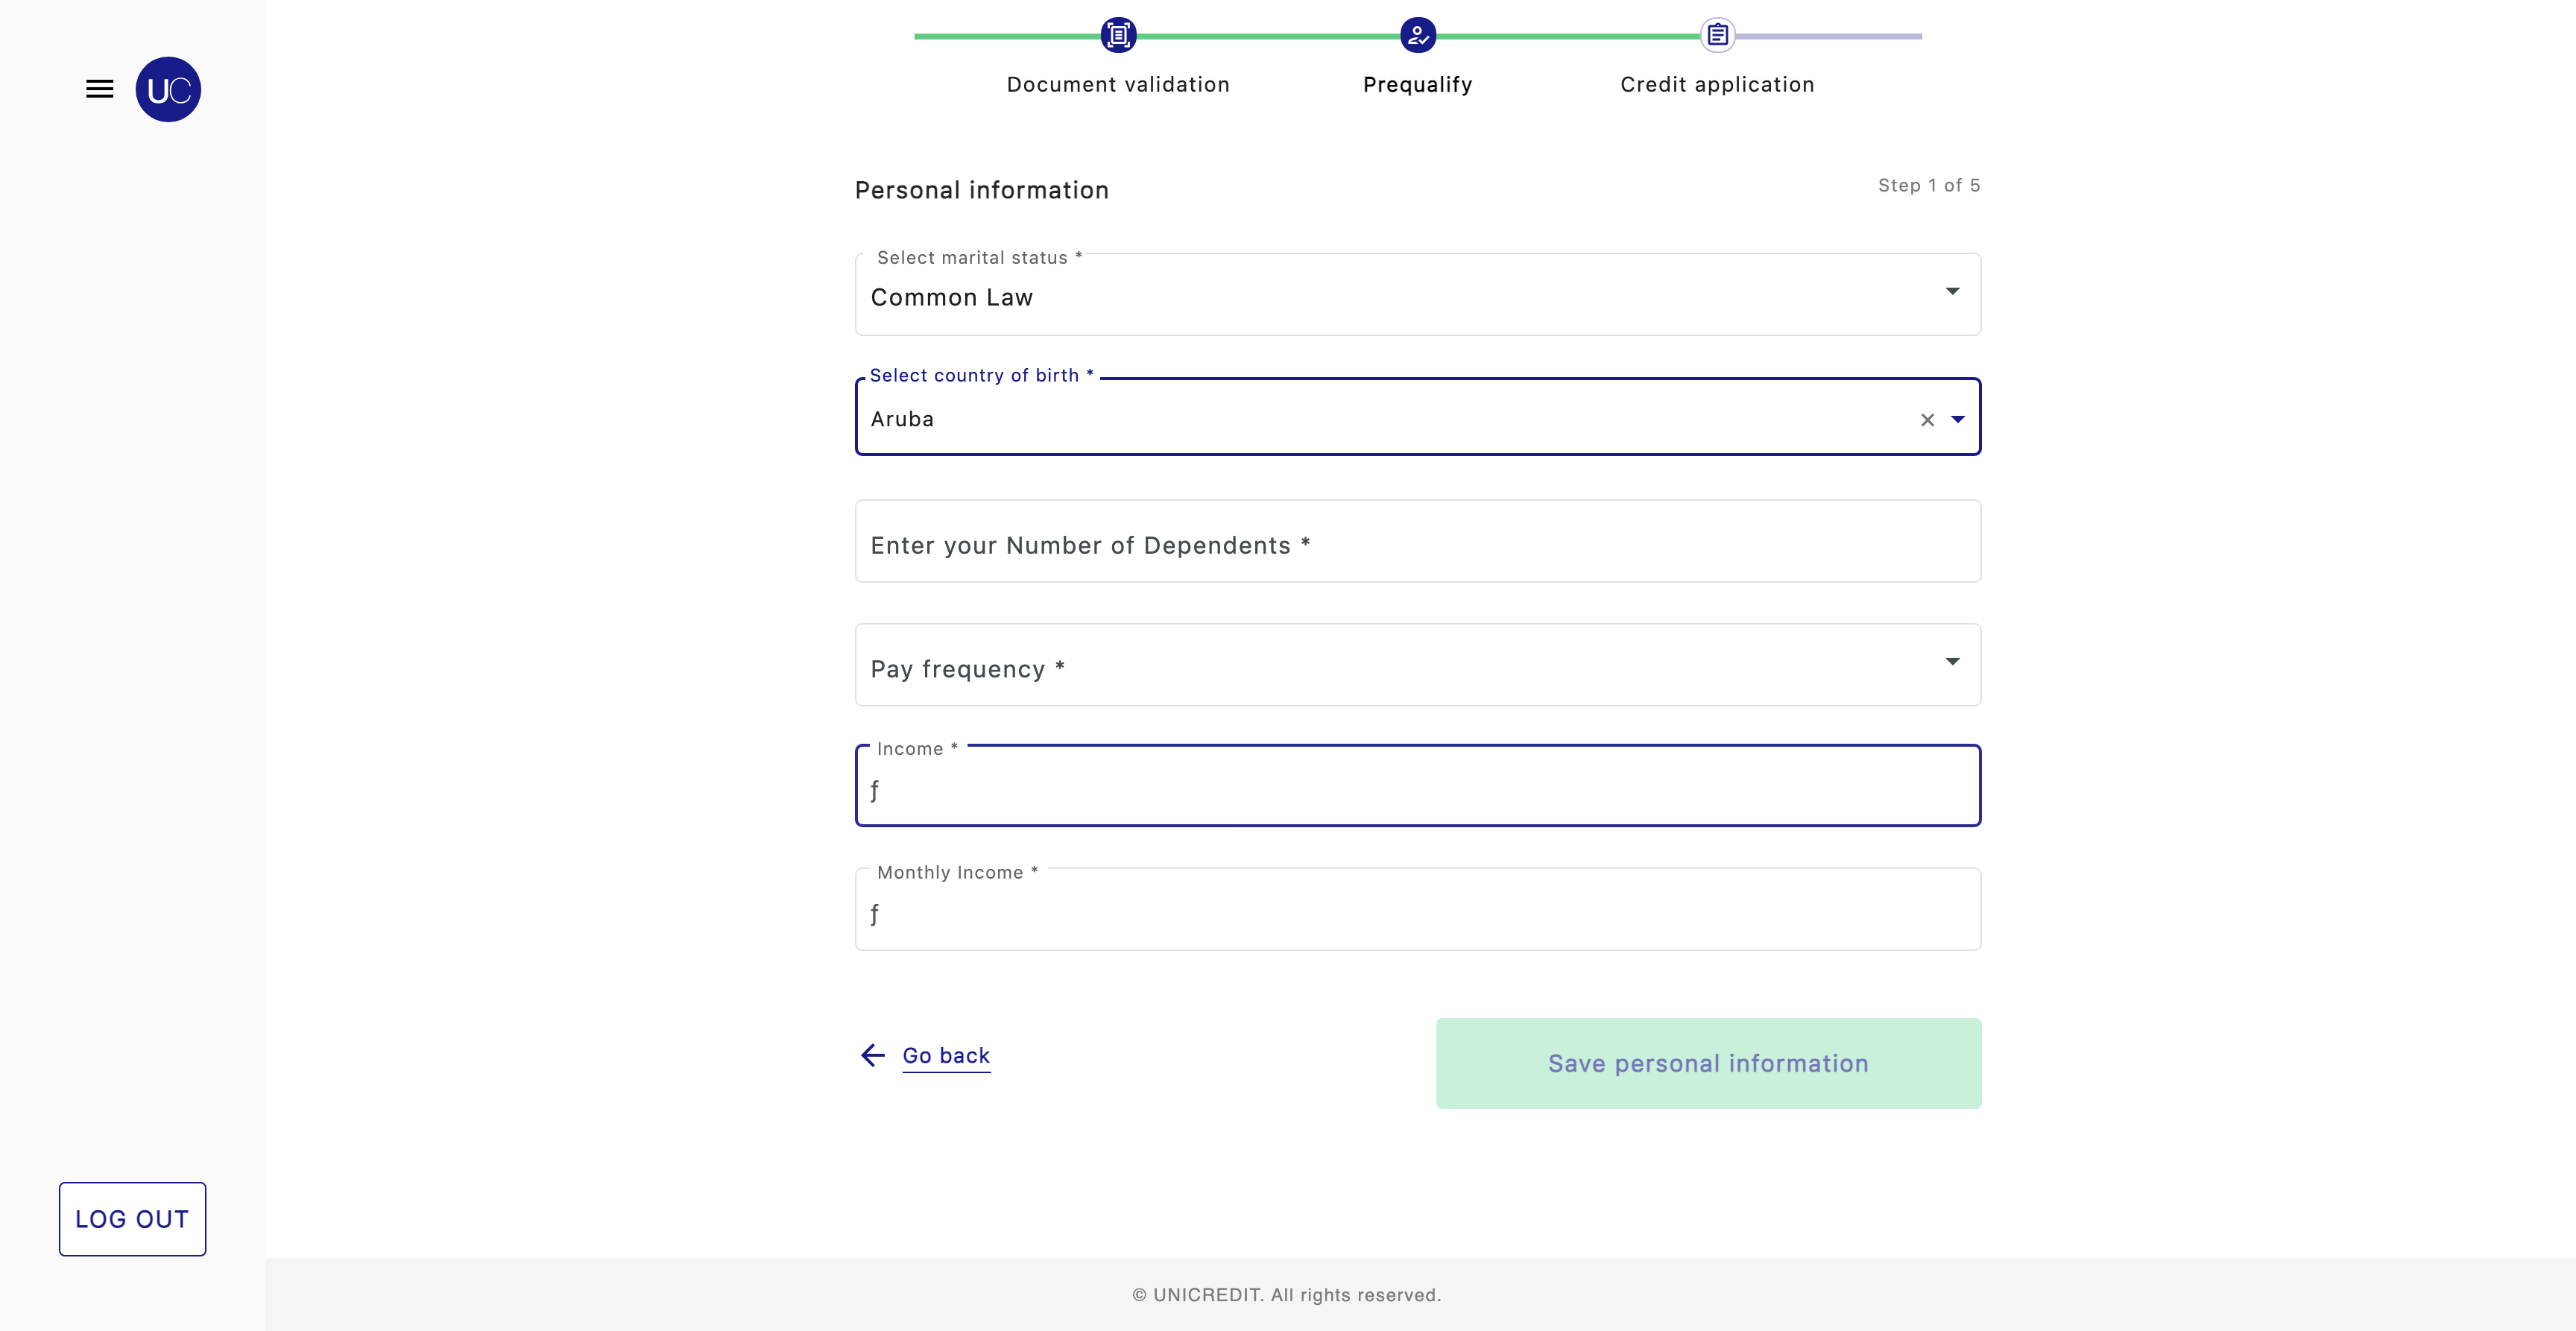 UC
Document validation
Prequalify
Credit application
Personal information
Step 1 of 5
Select marital status *
Common Law
Select country of birth *
Aruba
Enter your Number of Dependents *
Pay frequency *
Income *
ƒ
Monthly Income *
ƒ
Go back
Save personal information
LOG OUT
© UNICREDIT. All rights reserved.